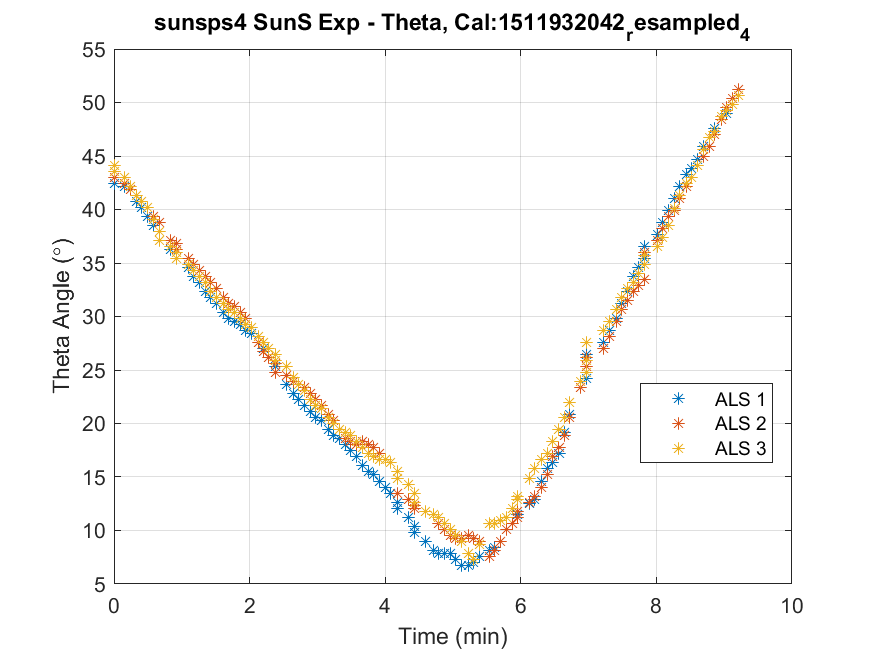 sunsps4 SunS Exp - Theta, Cal:1511932042resampled4
55
50
45
40
35
30
25
20
15
10
5
Theta Angle (°)
0 2 4 6 8 10
Time (min)
ALS 1
ALS 2
ALS 3